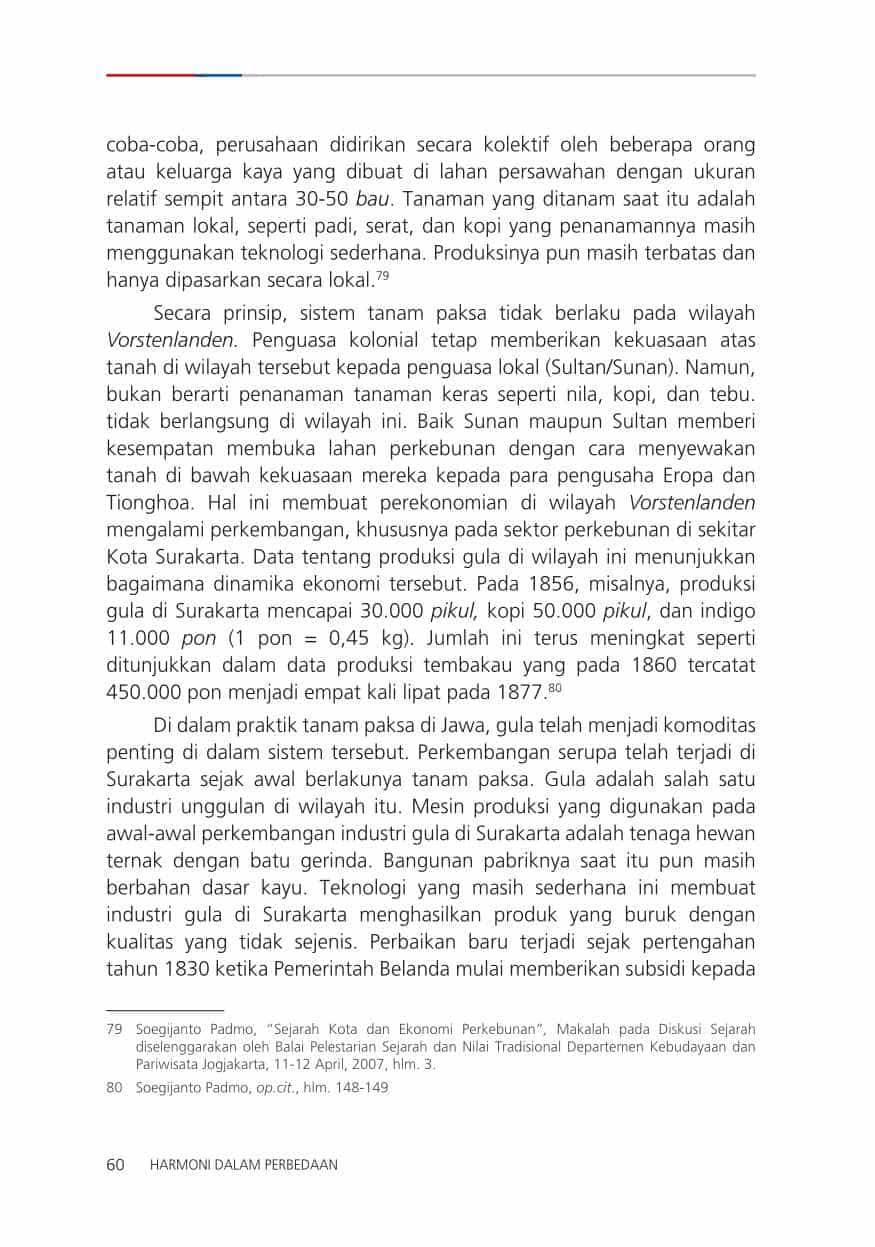 coba-coba, perusahaan didirikan secara kolektif oleh beberapa orang
atau keluarga kaya yang dibuat di lahan persawahan dengan ukuran
relatif sempit antara 30-50 bau. Tanaman yang ditanam saat itu adalah
tanaman lokal, seperti padi, serat, dan kopi yang penanamannya masih
menggunakan teknologi sederhana. Produksinya pun masih terbatas dan
hanya dipasarkan secara lokal.79
Secara prinsip, sistem tanam paksa tidak berlaku pada wilayah
Vorstenlanden. Penguasa kolonial tetap memberikan kekuasaan atas
tanah di wilayah tersebut kepada penguasa lokal (Sultan/Sunan). Namun,
bukan berarti penanaman tanaman keras seperti nila, kopi, dan tebu.
tidak berlangsung di wilayah ini. Baik Sunan maupun Sultan memberi
kesempatan membuka lahan perkebunan dengan cara menyewakan
tanah di bawah kekuasaan mereka kepada para pengusaha Eropa dan
Tionghoa. Hal ini membuat perekonomian di wilayah Vorstenlanden
mengalami perkembangan, khususnya pada sektor perkebunan di sekitar
Kota Surakarta. Data tentang produksi gula di wilayah ini menunjukkan
bagaimana dinamika ekonomi tersebut. Pada 1856, misalnya, produksi
gula di Surakarta mencapai 30.000 pikul, kopi 50.000 pikul, dan indigo
11.000 pon (1 pon = 0,45 kg). Jumlah ini terus meningkat seperti
ditunjukkan dalam data produksi tembakau yang pada 1860 tercatat
450.000 pon menjadi empat kali lipat pada 1877.80
Di dalam praktik tanam paksa di Jawa, gula telah menjadi komoditas
penting di dalam sistem tersebut. Perkembangan serupa telah terjadi di
Surakarta sejak awal berlakunya tanam paksa. Gula adalah salah satu
industri unggulan di wilayah itu. Mesin produksi yang digunakan pada
awal-awal perkembangan industri gula di Surakarta adalah tenaga hewan
ternak dengan batu gerinda. Bangunan pabriknya saat itu pun masih
berbahan dasar kayu. Teknologi yang masih sederhana ini membuat
industri gula di Surakarta menghasilkan produk yang buruk dengan
kualitas yang tidak sejenis. Perbaikan baru terjadi sejak pertengahan
tahun 1830 ketika Pemerintah Belanda mulai memberikan subsidi kepada
79 Soegijanto Padmo, “Sejarah Kota dan Ekonomi Perkebunan”, Makalah pada Diskusi Sejarah
diselenggarakan oleh Balai Pelestarian Sejarah dan Nilai Tradisional Departemen Kebudayaan dan
Pariwisata Jogjakarta, 11-12 April, 2007, hlm. 3.
80 Soegijanto Padmo, op.cit., hlm. 148-149
60 HARMONI DALAM PERBEDAAN